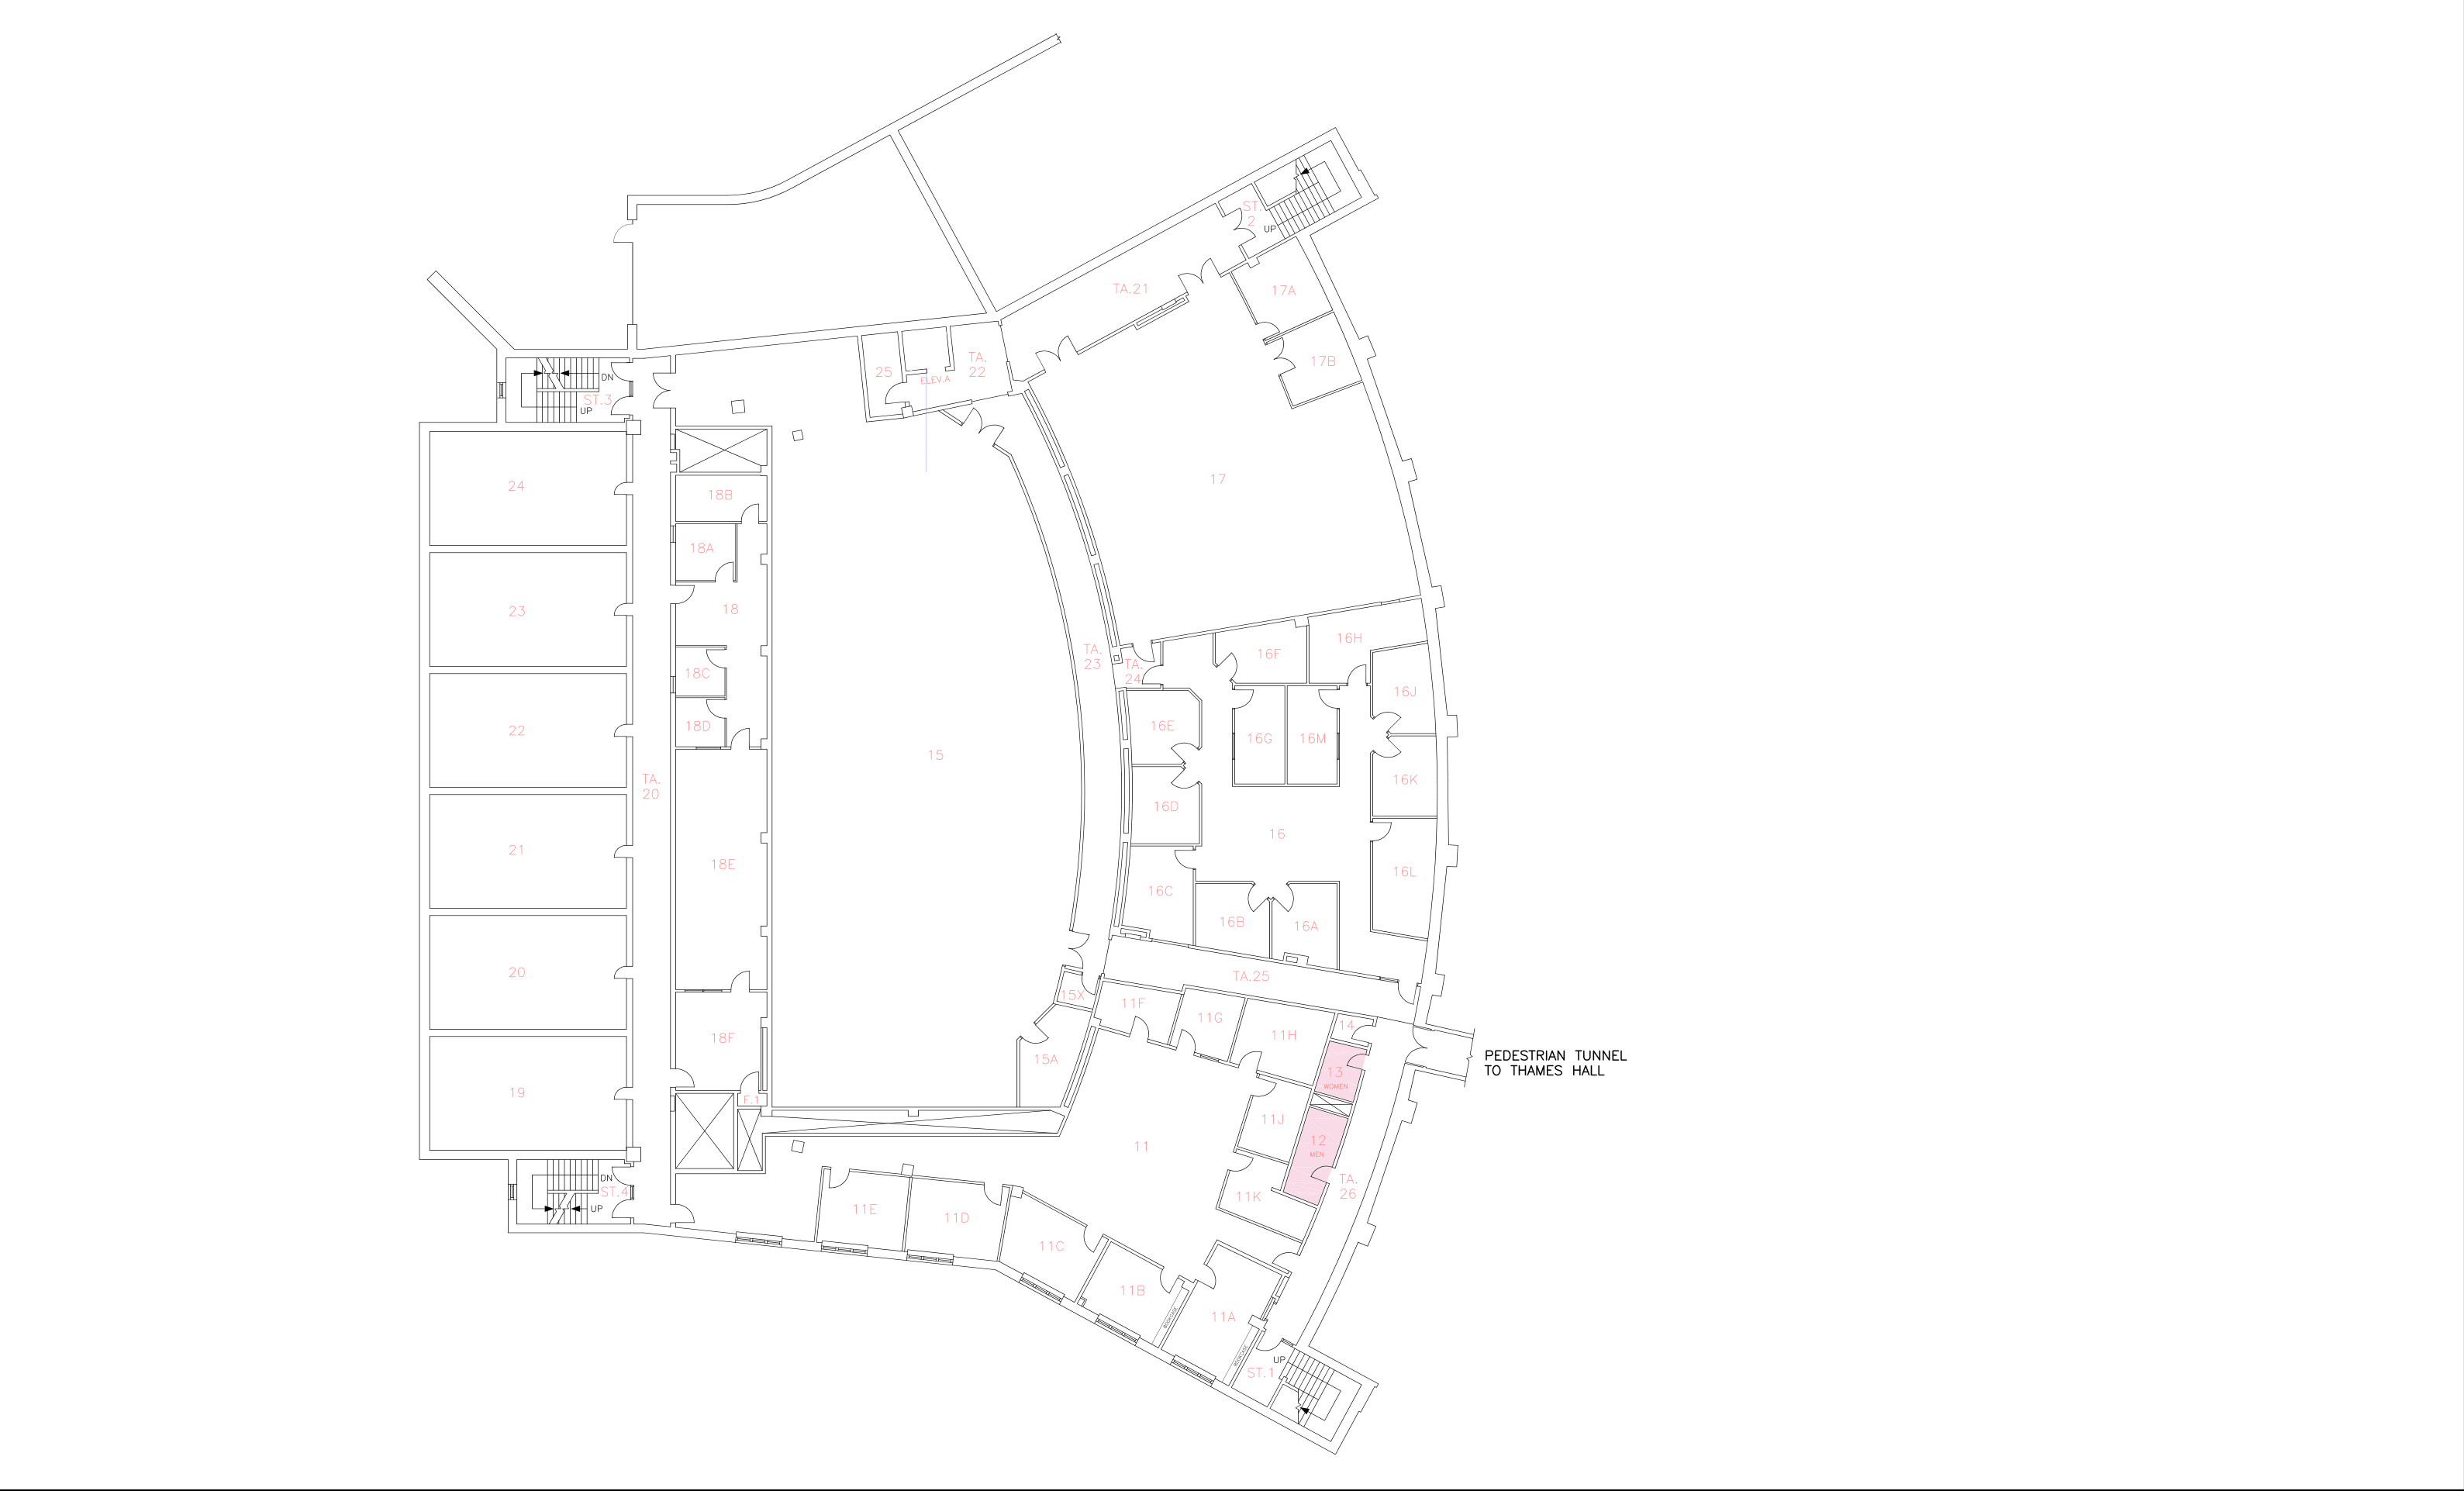 ST.
2
UP
TA.21
17A
17B
TA.
22
25
ELEV.A
DN
ST.3
UP
17
24
18B
18A
23
18
16H
TA.
23
16F
TA.
24
18C
16J
22
18D
16E
16G
16M
15
TA.
20
16K
16D
16
21
18E
16L
16C
16B
16A
20
TA.25
15X
11F
11G
14
11H
18F
15A
PEDESTRIAN TUNNEL
TO THAMES HALL
13
WOMEN
19
F.1
11J
12
MEN
11
DN
ST.4
UP
TA.
26
11K
11E
11D
11C
11B
BOOKCASE
11A
BOOKCASE
UP
ST.1